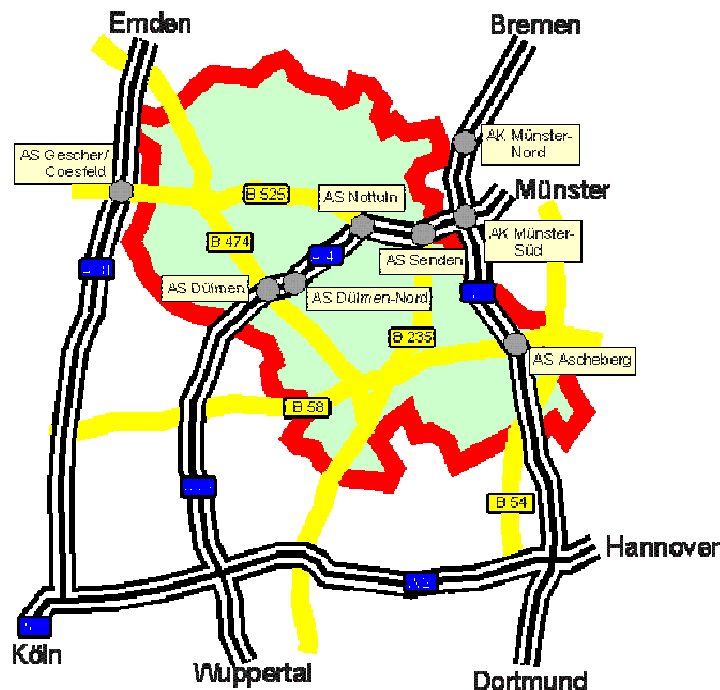 Emden
Bremen
AS Gescher/
Coesfeld
AK Münster-
Nord
AS Nottuln
Münster
B 525
B 474
AS Senden
AK Münster-
Süd
AS Dülmen
AS Dülmen-Nord
B 235
AS Ascheberg
B 58
B 54
Hannover
Köln
Wuppertal
Dortmund